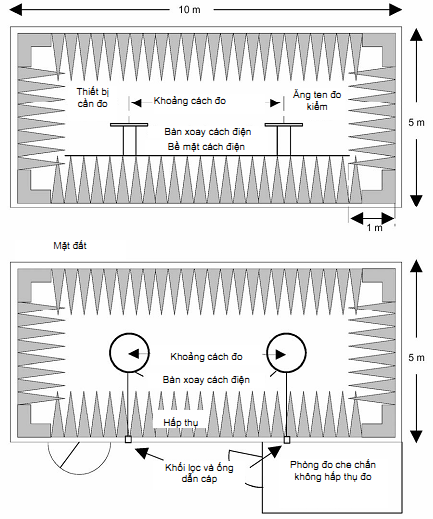 10 m
Thiết bị
cần đo
Khoảng cách đo
Ăng ten đo
kiểm
5 m
Bàn xoay cách điện
Bề mặt cách điện
1 m
Mặt đất
Khoảng cách đo
5 m
Bàn xoay cách điện
Hấp thụ
Khối lọc và ống
dẫn cáp
Phòng đo che chắn
không hấp thụ đo